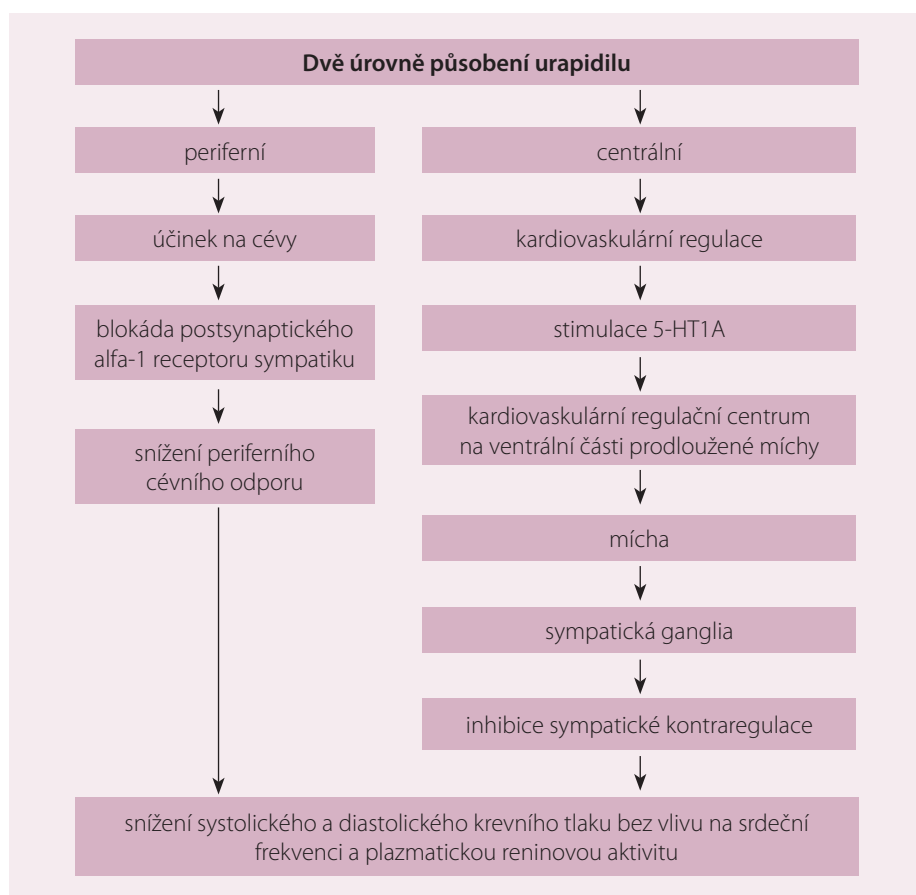 Dvě úrovně působení urapidilu
periferní
účinek na cévy
blokáda postsynaptického
alfa-1 receptoru sympatiku
snížení periferního
cévního odporu
centrální
kardiovaskulární regulace
stimulace 5-HT1A
kardiovaskulární regulační centrum
na ventrální části prodloužené míchy
mícha
sympatická ganglia
inhibice sympatické kontraregulace
snížení systolického a diastolického krevního tlaku bez vlivu na srdeční
frekvenci a plazmatickou reninovou aktivitu